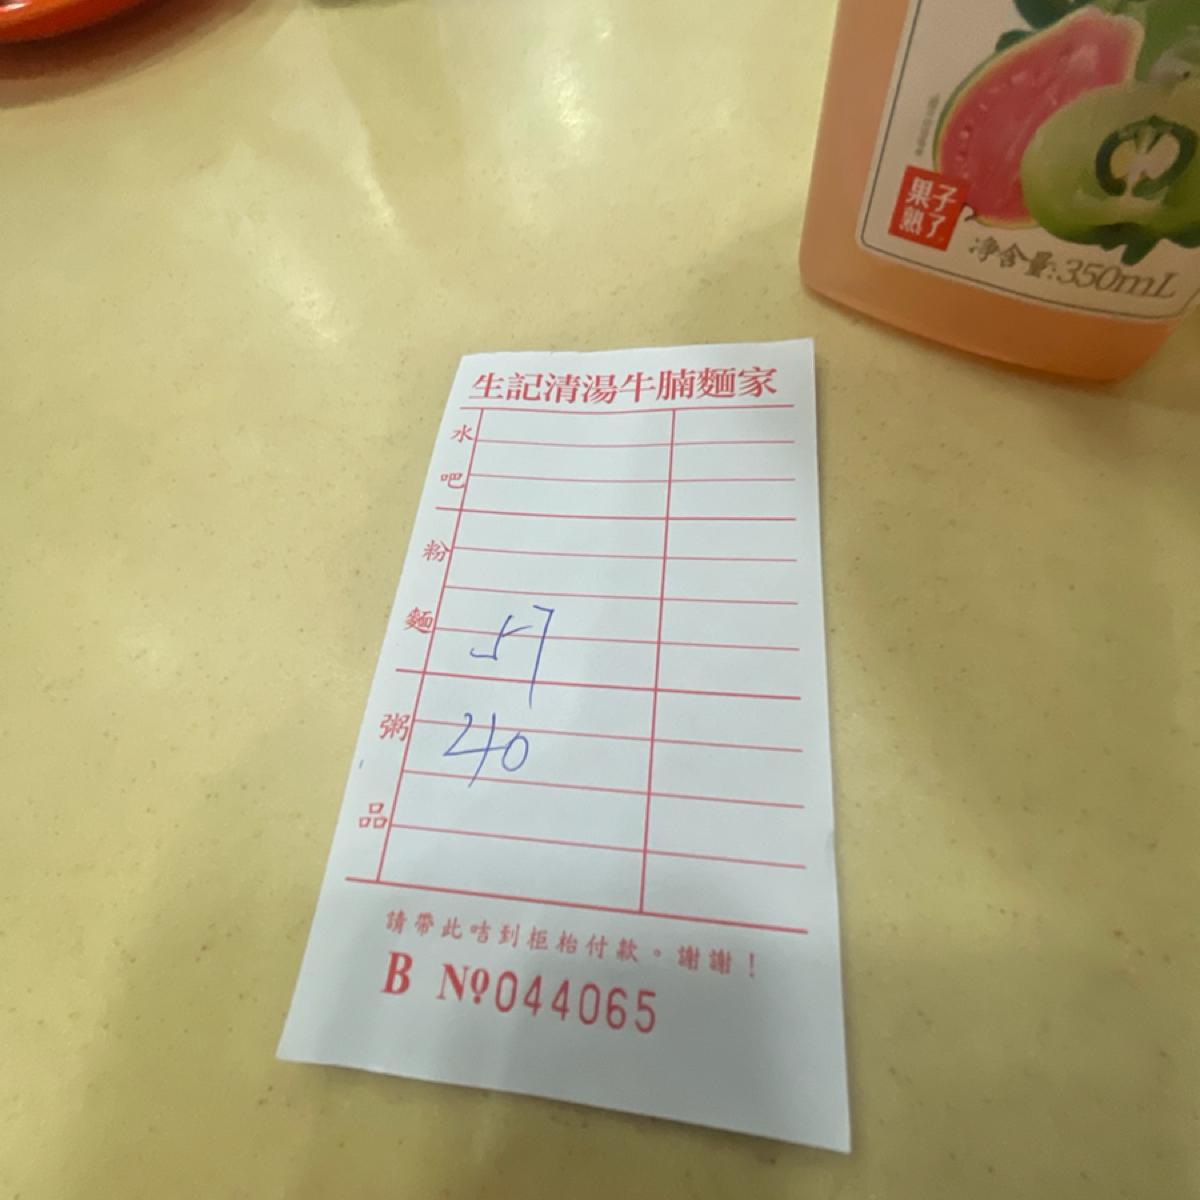 果子
熟了
净含量:350mL
生記清湯牛腩麵家
水
吧
粉
麵
57
粥
40
品
請帶此咭到柜枱付款。謝謝!
B Nº044065